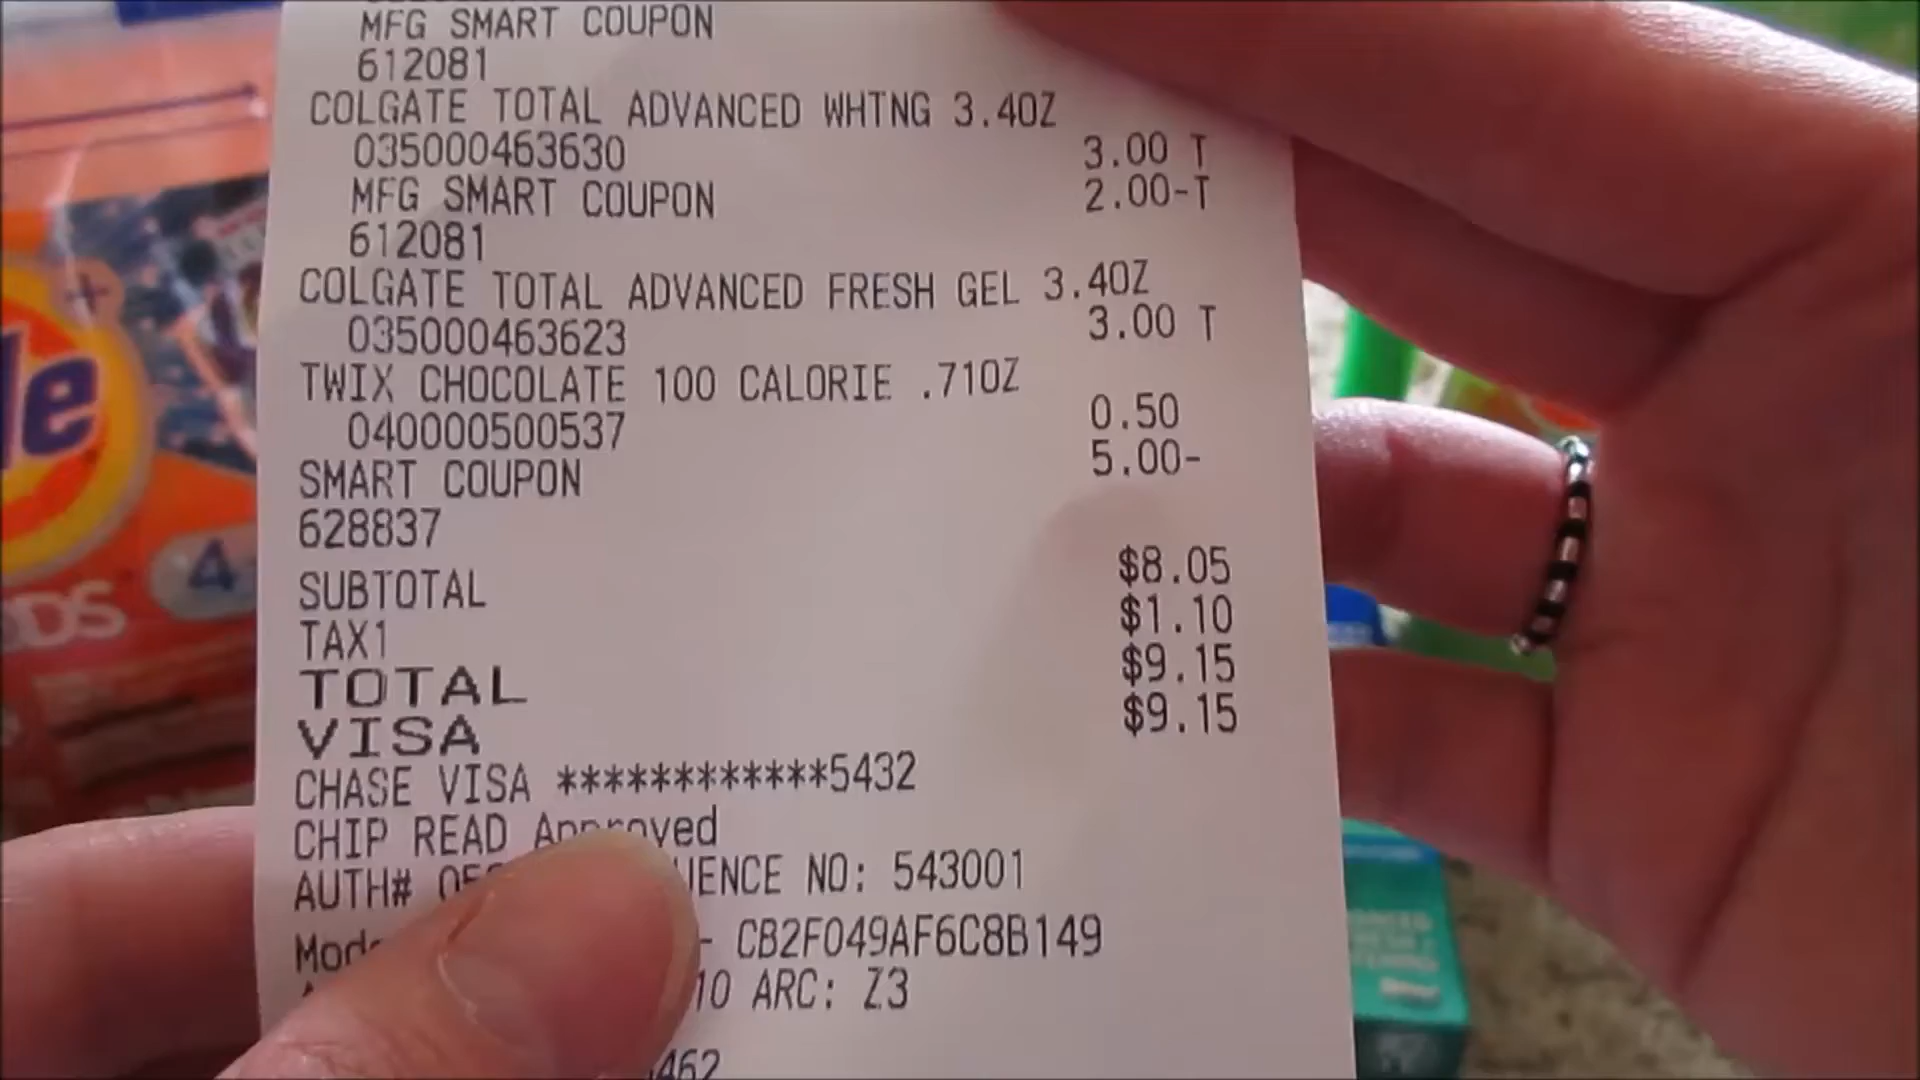 MFG SMART COUPON
612081
COLGATE TOTAL ADVANCED WHTNG 3.4OZ
035000463630 3.00 T
MFG SMART COUPON 2.00-T
612081
COLGATE TOTAL ADVANCED FRESH GEL 3.4OZ
035000463623 3.00 T
TWIX CHOCOLATE 100 CALORIE .71OZ
040000500537 0.50
SMART COUPON 5.00-
628837
SUBTOTAL $8.05
TAX1 $1.10
TOTAL $9.15
VISA $9.15
CHASE VISA ************5432
CHIP READ Approved
AUTH# NO: 543001
- CB2F049AF6C8B149
ARC: Z3
4